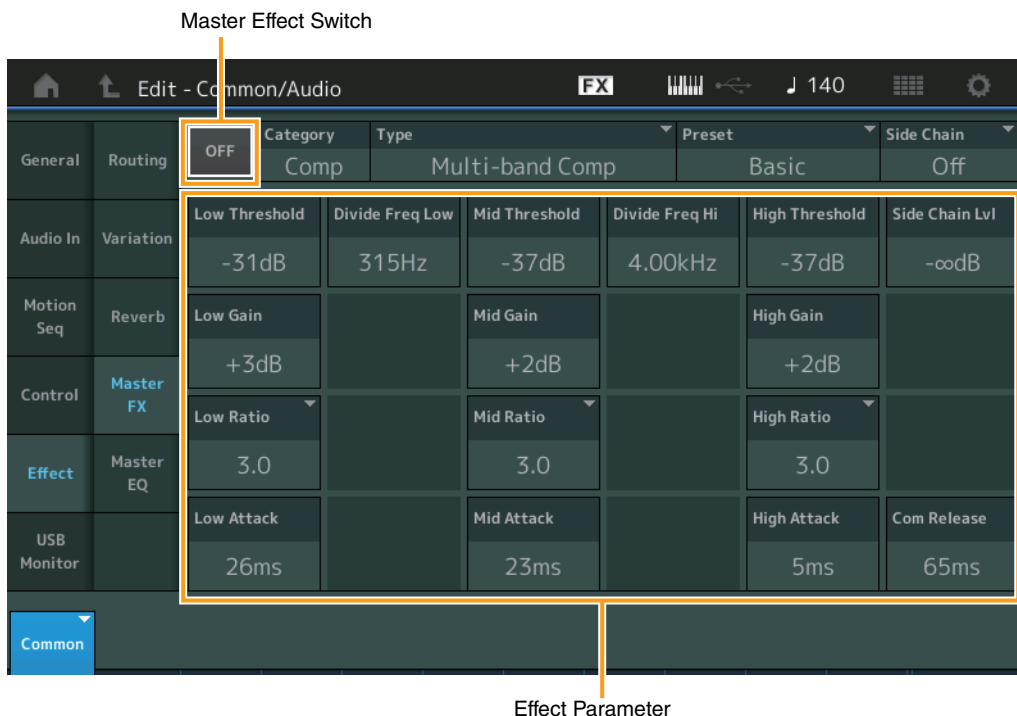 Master Effect Switch
Edit - Common/Audio
FX
♩ 140
General
Routing
OFF
Category
Comp
Type
Multi-band Comp
Preset
Basic
Side Chain
Off
Audio In
Variation
Low Threshold
-31dB
Divide Freq Low
315Hz
Mid Threshold
-37dB
Divide Freq Hi
4.00kHz
High Threshold
-37dB
Side Chain Lvl
-∞dB
Motion
Seq
Reverb
Low Gain
+3dB
Mid Gain
+2dB
High Gain
+2dB
Control
Master
FX
Low Ratio
3.0
Mid Ratio
3.0
High Ratio
3.0
Effect
Master
EQ
Low Attack
26ms
Mid Attack
23ms
High Attack
5ms
Com Release
65ms
USB
Monitor
Common
Effect Parameter